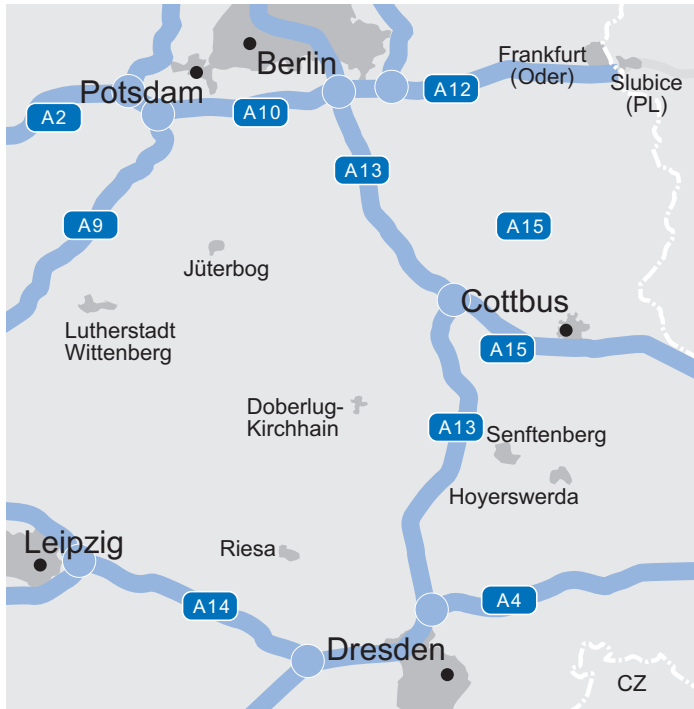 Frankfurt
(Oder)
Berlin
Slubice
(PL)
Potsdam
A12
A2
A10
A13
A9
A15
Jüterbog
Cottbus
Lutherstadt
Wittenberg
A15
Doberlug-
Kirchhain
A13
Senftenberg
Hoyerswerda
Leipzig
Riesa
A14
A4
Dresden
CZ